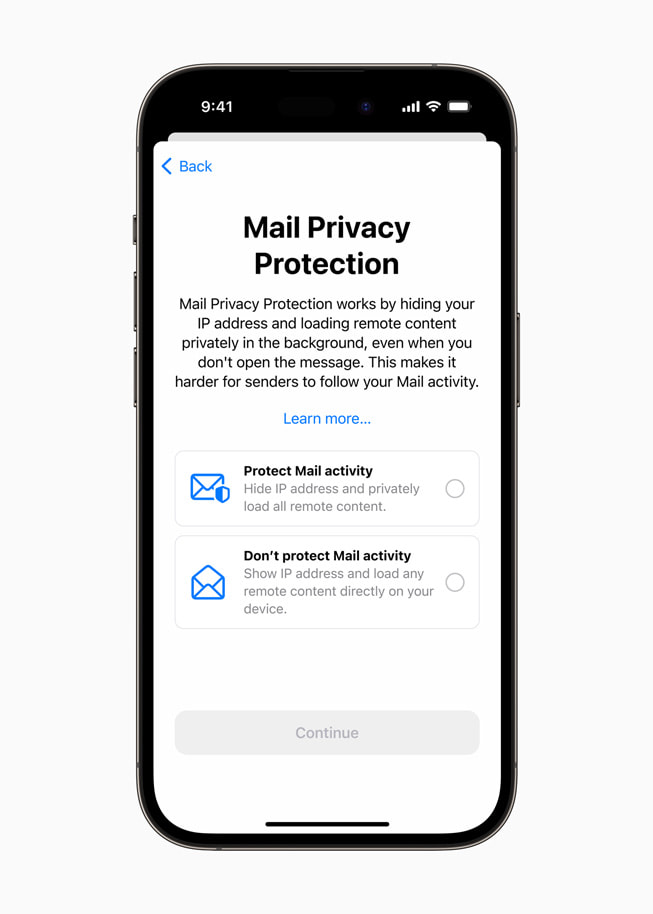 9:41
Back
Mail Privacy
Protection
Mail Privacy Protection works by hiding your
IP address and loading remote content
privately in the background, even when you
don't open the message. This makes it
harder for senders to follow your Mail activity.
Learn more...
Protect Mail activity
Hide IP address and privately
load all remote content.
Don’t protect Mail activity
Show IP address and load any
remote content directly on your
device.
Continue